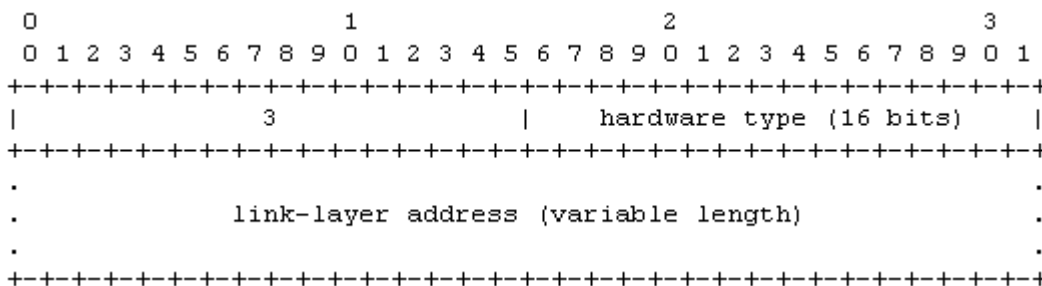 0                   1                   2                   3
0 1 2 3 4 5 6 7 8 9 0 1 2 3 4 5 6 7 8 9 0 1 2 3 4 5 6 7 8 9 0 1
+-+-+-+-+-+-+-+-+-+-+-+-+-+-+-+-+-+-+-+-+-+-+-+-+-+-+-+-+-+-+-+-+
|               3               |    hardware type (16 bits)    |
+-+-+-+-+-+-+-+-+-+-+-+-+-+-+-+-+-+-+-+-+-+-+-+-+-+-+-+-+-+-+-+-+
.                                                               .
.             link-layer address (variable length)              .
.                                                               .
+-+-+-+-+-+-+-+-+-+-+-+-+-+-+-+-+-+-+-+-+-+-+-+-+-+-+-+-+-+-+-+-+